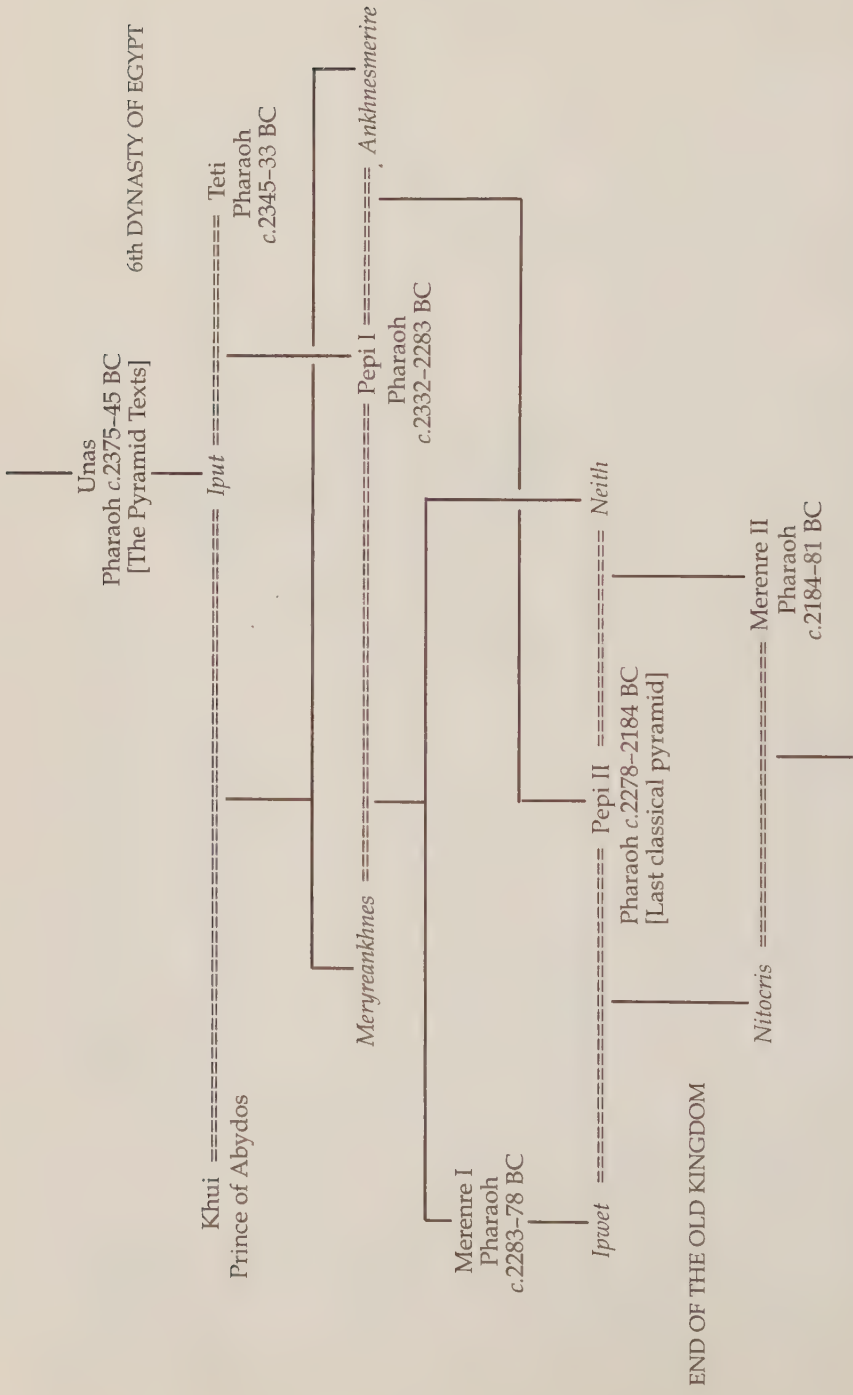 Unas
Pharaoh c.2375–45 BC
[The Pyramid Texts]
6th DYNASTY OF EGYPT
Khui ======= Iput ======= Teti
Prince of Abydos
Pharaoh
c.2345–33 BC
Meryreankhnes ======= Pepi I ======= Ankhnesmerire
Pharaoh
c.2332–2283 BC
Merenre I
Pharaoh
c.2283–78 BC
Ipwet ======= Pepi II ======= Neith
Pharaoh c.2278–2184 BC
[Last classical pyramid]
END OF THE OLD KINGDOM
Nitocris ======= Merenre II
Pharaoh
c.2184–81 BC